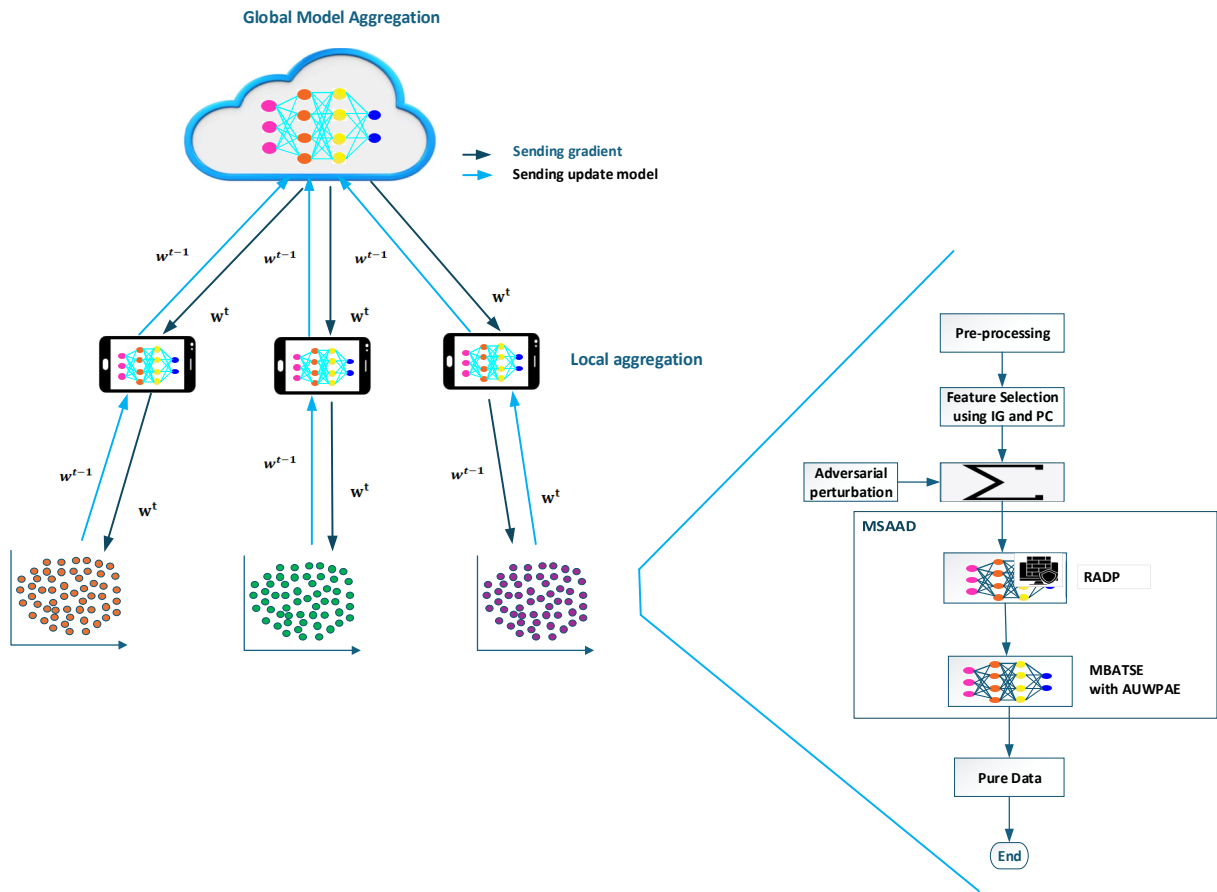 Global Model Aggregation
Sending gradient
Sending update model
w^{t−1}
w^{t−1}
w^{t−1}
w^t
w^t
w^t
Local aggregation
w^{t−1}
w^{t−1}
w^{t−1}
w^t
w^t
w^t
Pre-processing
Feature Selection
using IG and PC
Adversarial
perturbation
∑
MSAAD
RADP
MBATSE
with AUWPAE
Pure Data
End